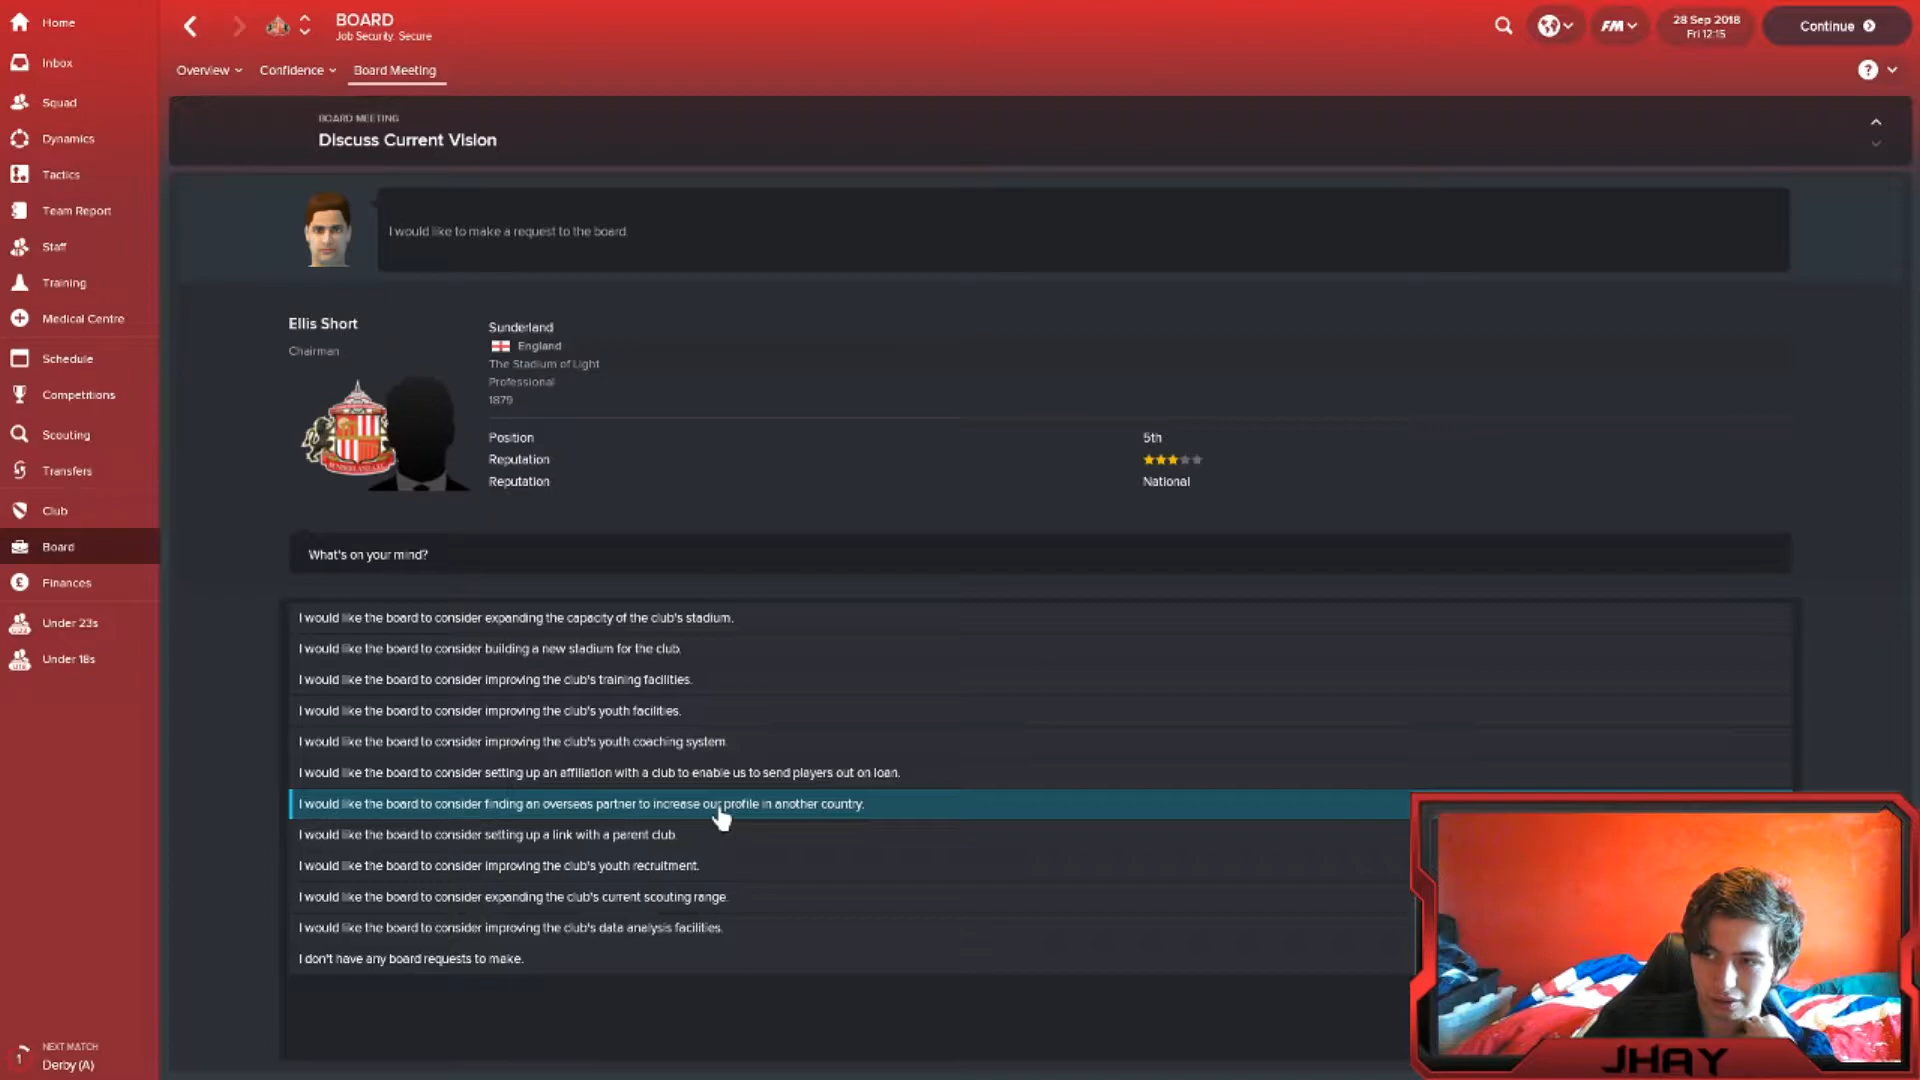 Home
Inbox
Squad
Dynamics
Tactics
Team Report
Staff
Training
Medical Centre
Schedule
Competitions
Scouting
Transfers
Club
Board
Finances
Under 23s
Under 18s
1
NEXT MATCH
Derby (A)
BOARD
Job Security: Secure
FM
28 Sep 2018
Fri 12:15
Continue
Overview
Confidence
Board Meeting
?
BOARD MEETING
Discuss Current Vision
I would like to make a request to the board.
Ellis Short
Chairman
Sunderland
England
The Stadium of Light
Professional
1879
Position 5th
Reputation
Reputation National
What's on your mind?
I would like the board to consider expanding the capacity of the club's stadium.
I would like the board to consider building a new stadium for the club.
I would like the board to consider improving the club's training facilities.
I would like the board to consider improving the club's youth facilities.
I would like the board to consider improving the club's youth coaching system.
I would like the board to consider setting up an affiliation with a club to enable us to send players out on loan.
I would like the board to consider finding an overseas partner to increase our profile in another country.
I would like the board to consider setting up a link with a parent club.
I would like the board to consider improving the club's youth recruitment.
I would like the board to consider expanding the club's current scouting range.
I would like the board to consider improving the club's data analysis facilities.
I don't have any board requests to make.
JHAY